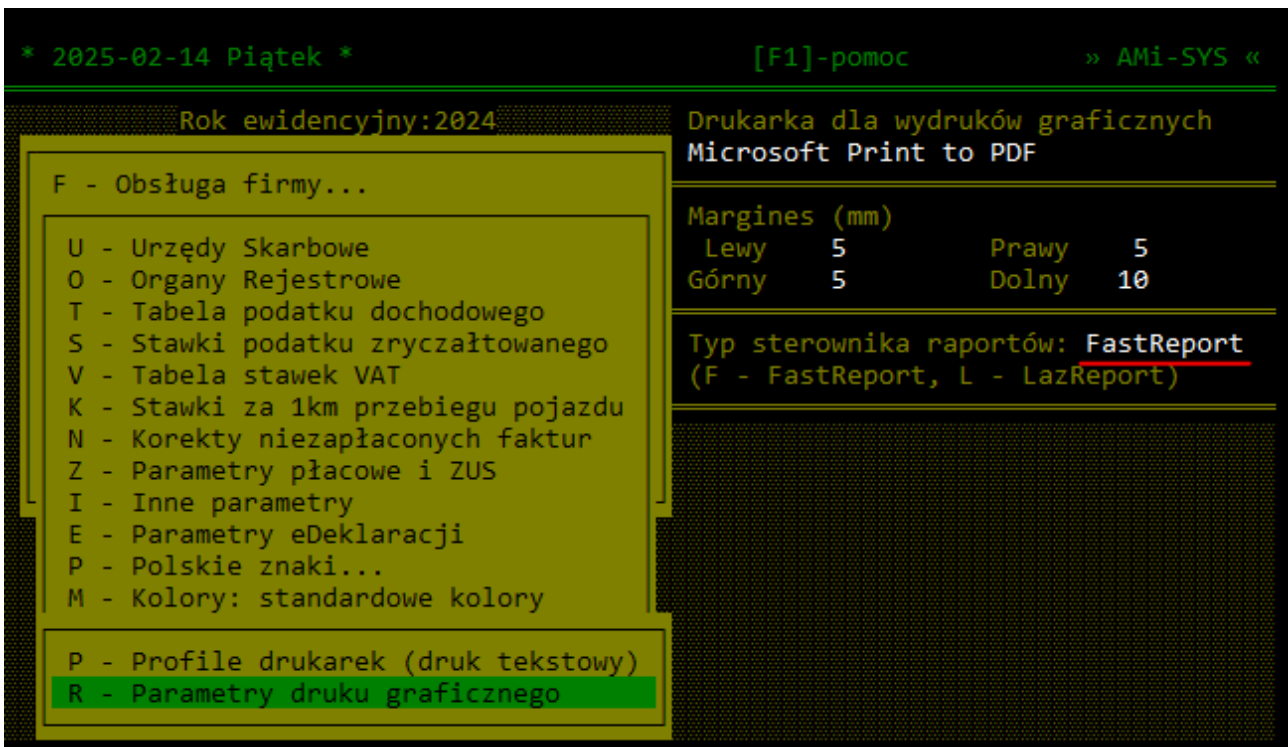 * 2025-02-14 Piątek * [F1]-pomoc » AMi-SYS «
Rok ewidencyjny:2024
F - Obsługa firmy...
U - Urzędy Skarbowe
O - Organy Rejestrowe
T - Tabela podatku dochodowego
S - Stawki podatku zryczałtowanego
V - Tabela stawek VAT
K - Stawki za 1km przebiegu pojazdu
N - Korekty niezapłaconych faktur
Z - Parametry płacowe i ZUS
I - Inne parametry
E - Parametry eDeklaracji
P - Polskie znaki...
M - Kolory: standardowe kolory
P - Profile drukarek (druk tekstowy)
R - Parametry druku graficznego
Drukarka dla wydruków graficznych
Microsoft Print to PDF
Margines (mm)
Lewy 5 Prawy 5
Górny 5 Dolny 10
Typ sterownika raportów: FastReport
(F - FastReport, L - LazReport)